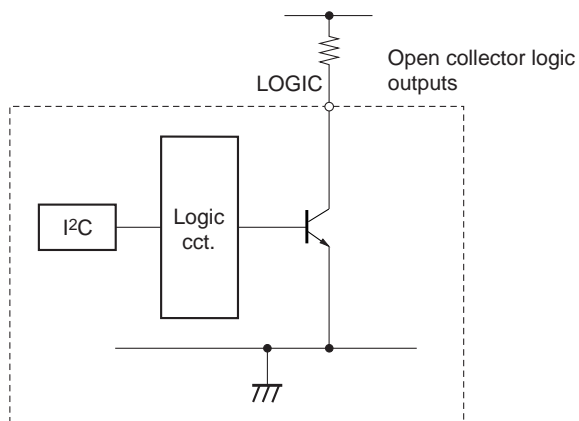 Open collector logic
outputs
LOGIC
I²C
Logic
cct.